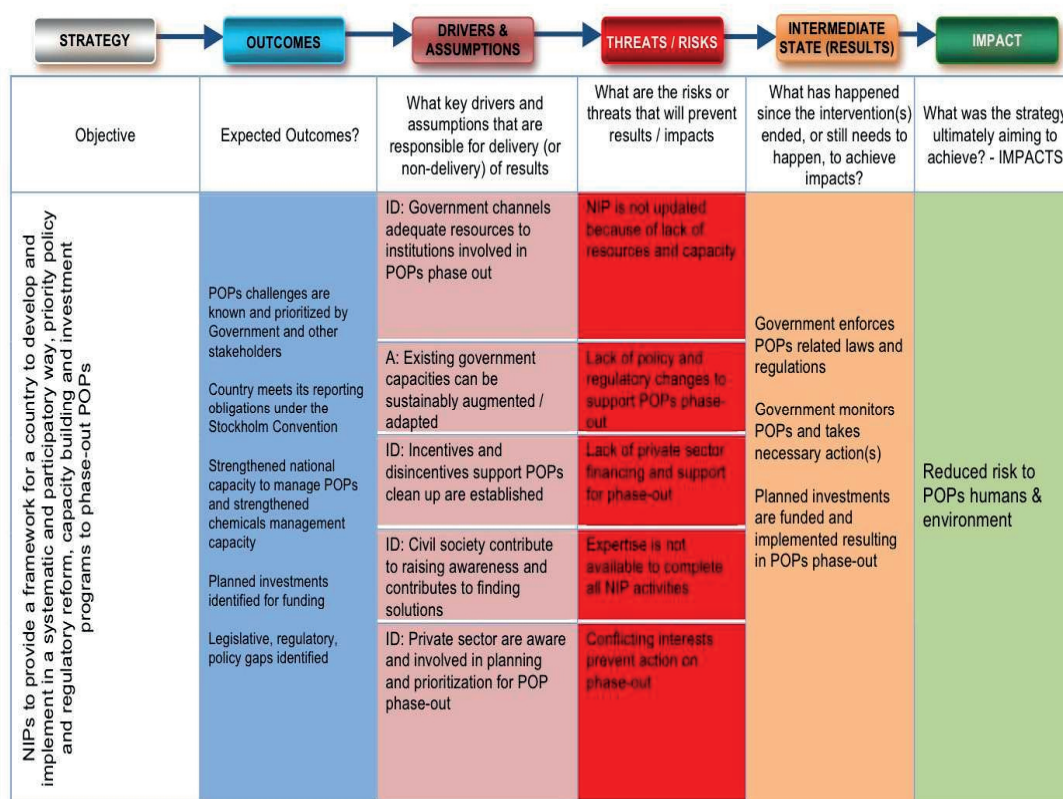 STRATEGY
OUTCOMES
DRIVERS &
ASSUMPTIONS
THREATS / RISKS
INTERMEDIATE
STATE (RESULTS)
IMPACT
Objective
Expected Outcomes?
What key drivers and
assumptions that are
responsible for delivery (or
non-delivery) of results
What are the risks or
threats that will prevent
results / impacts
What has happened
since the intervention(s)
ended, or still needs to
happen, to achieve
impacts?
What was the strategy
ultimately aiming to
achieve? - IMPACTS
NIPs to provide a framework for a country to develop and
implement in a systematic and participatory way, priority policy
and regulatory reform, capacity building and investment
programs to phase-out POPs
POPs challenges are
known and prioritized by
Government and other
stakeholders
Country meets its reporting
obligations under the
Stockholm Convention
Strengthened national
capacity to manage POPs
and strengthened
chemicals management
capacity
Planned investments
identified for funding
Legislative, regulatory,
policy gaps identified
ID: Government channels
adequate resources to
institutions involved in
POPs phase out
A: Existing government
capacities can be
sustainably augmented /
adapted
ID: Incentives and
disincentives support POPs
clean up are established
ID: Civil society contribute
to raising awareness and
contributes to finding
solutions
ID: Private sector are aware
and involved in planning
and prioritization for POP
phase-out
NIP is not updated
because of lack of
resources and capacity
Lack of policy and
regulatory changes to
support POPs phase-
out
Lack of private sector
financing and support
for phase-out
Expertise is not
available to complete
all NIP activities
Conflicting interests
prevent action on
phase-out
Government enforces
POPs related laws and
regulations
Government monitors
POPs and takes
necessary action(s)
Planned investments
are funded and
implemented resulting
in POPs phase-out
Reduced risk to
POPs humans &
environment